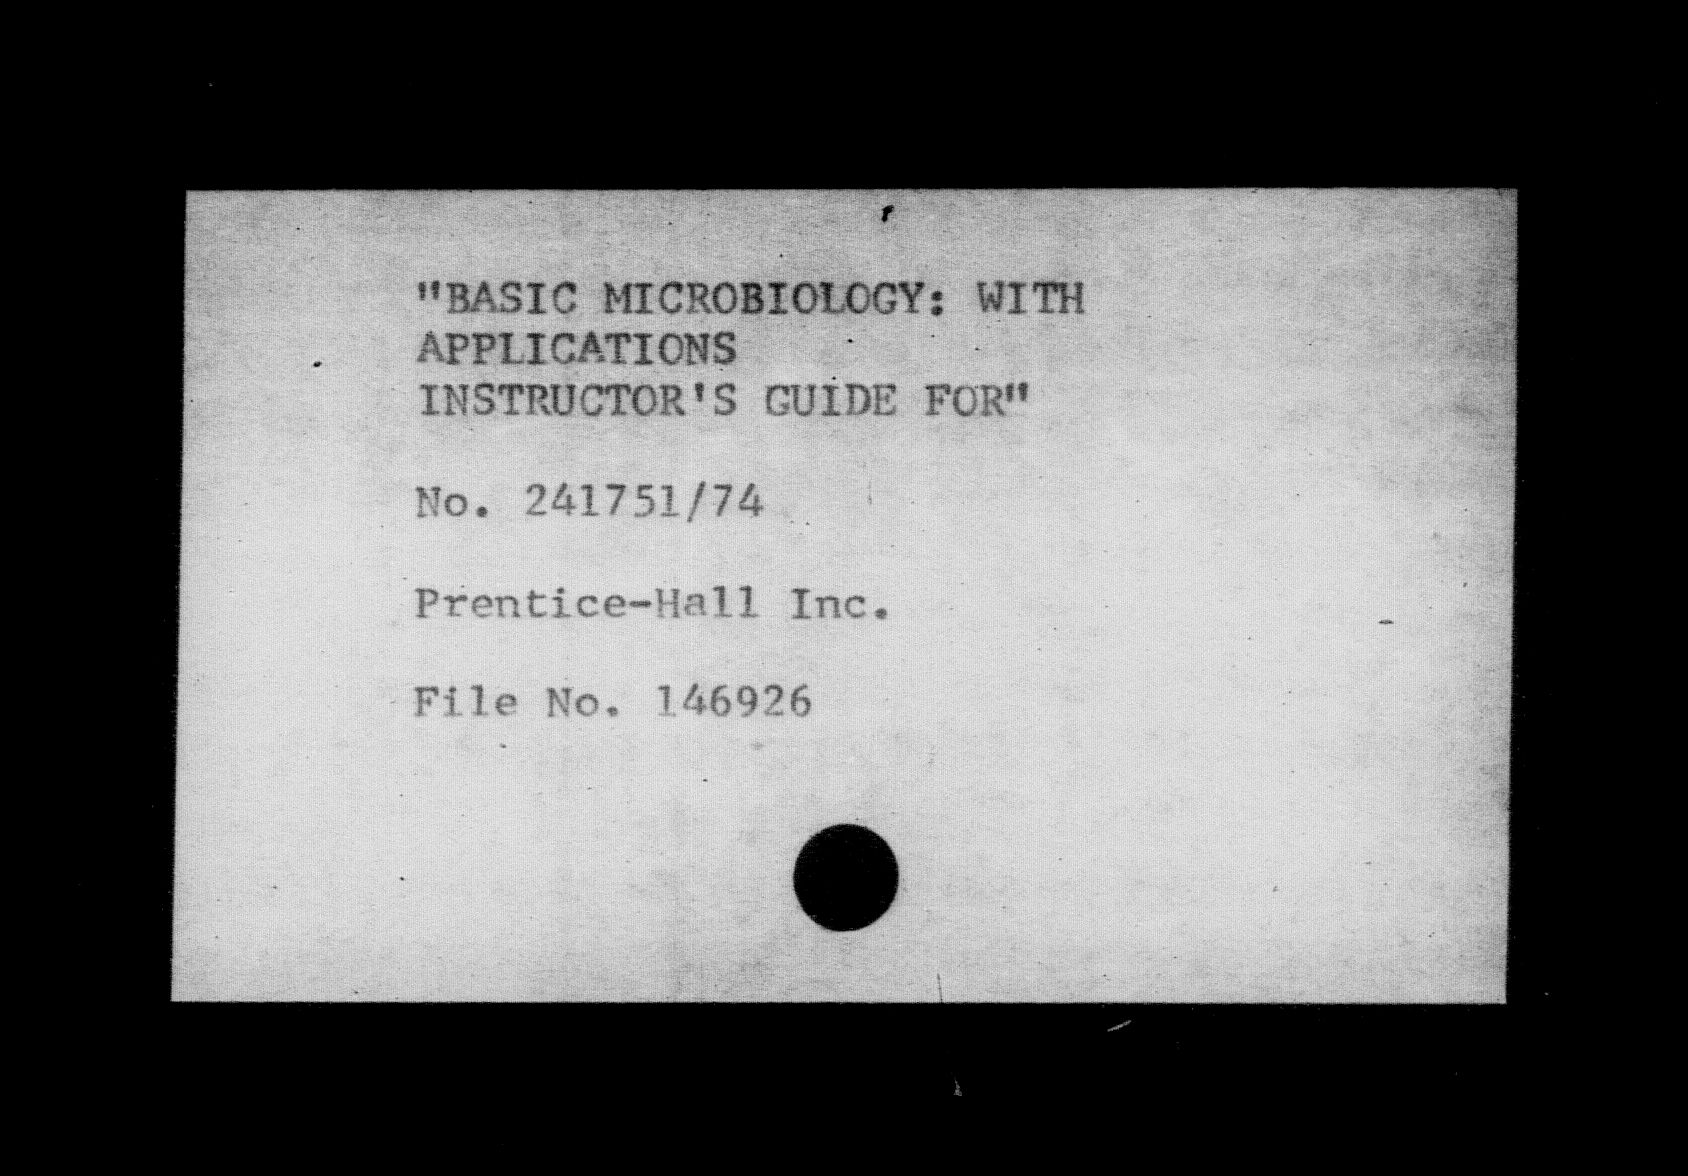 "BASIC MICROBIOLOGY: WITH
APPLICATIONS
INSTRUCTOR'S GUIDE FOR"
No. 241751/74
Prentice-Hall Inc.
File No. 146926